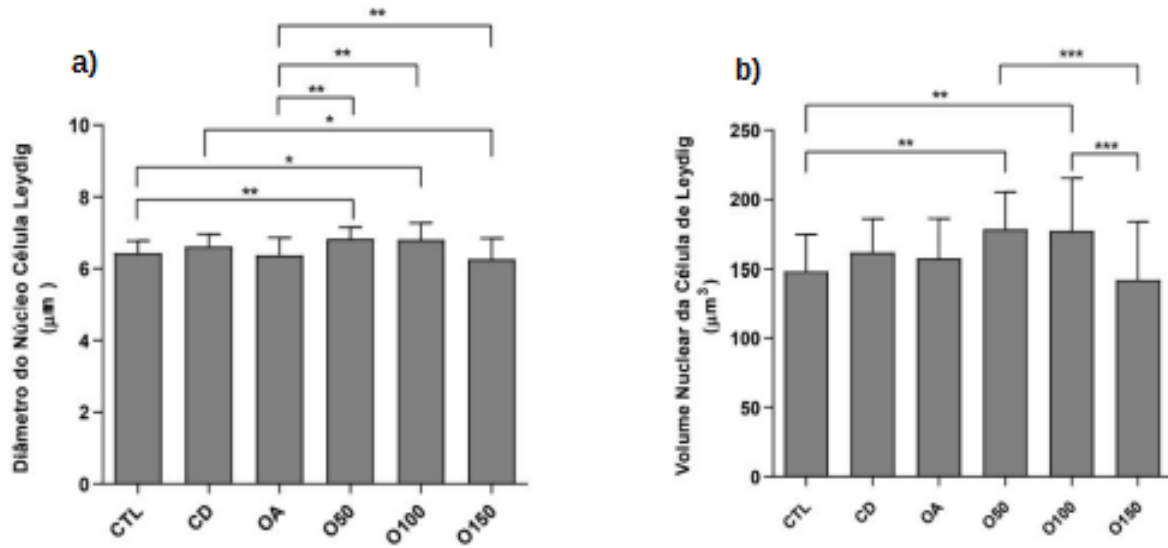 a)
**
**
**
*
*
**
Diâmetro do Núcleo Célula Leydig
(μm)
10
8
6
4
2
0
CTL
CD
OA
O50
O100
O150
b)
***
**
**
***
Volume Nuclear da Célula de Leydig
(μm³)
250
200
150
100
50
0
CTL
CD
OA
O50
O100
O150